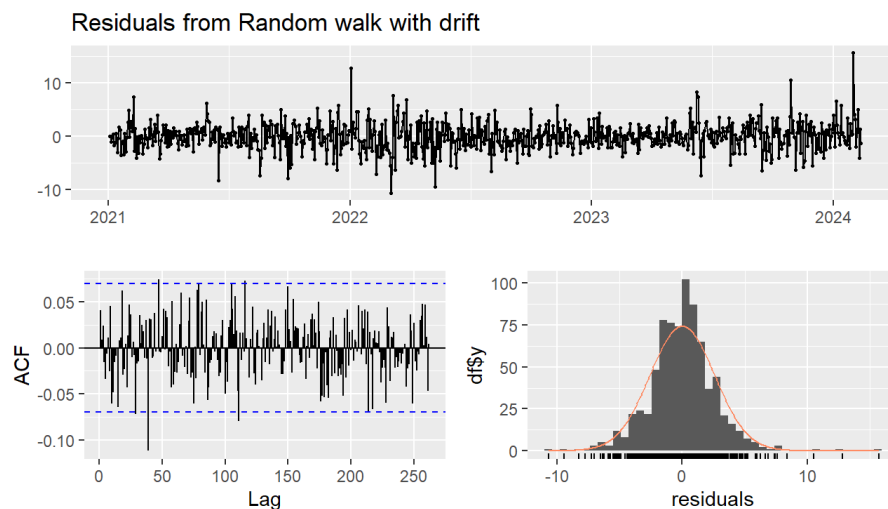 Residuals from Random walk with drift
10
0
-10
2021 2022 2023 2024
ACF
0.05
0.00
-0.05
-0.10
0 50 100 150 200 250
Lag
df$y
100
75
50
25
0
-10 0 10
residuals